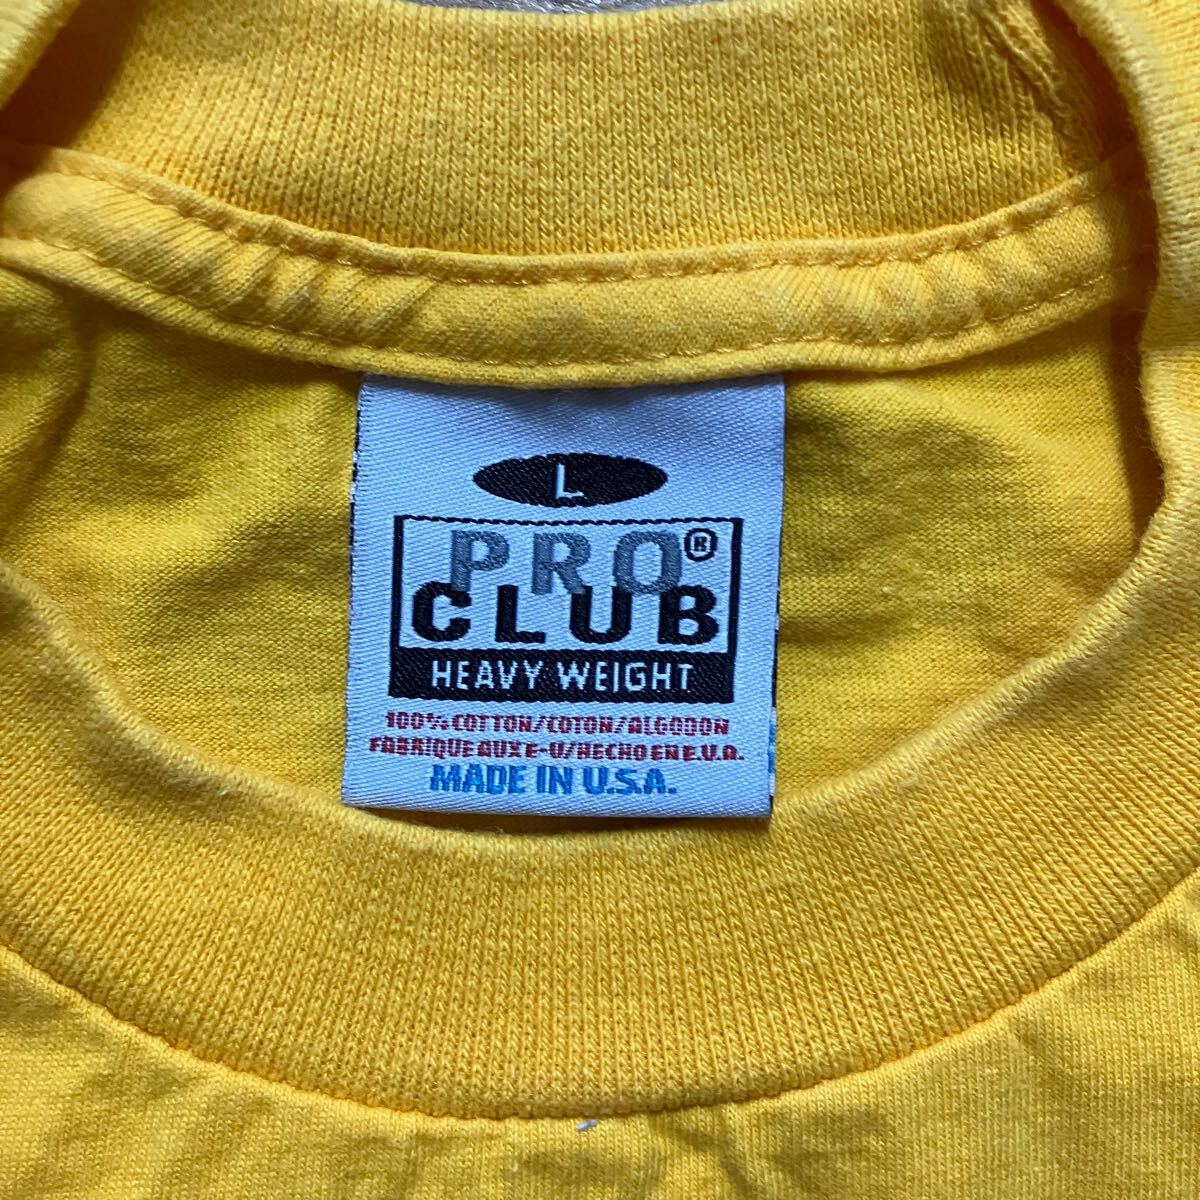 L
PRO®
CLUB
HEAVY WEIGHT
100% COTTON/COTON/ALGODON
FABRIQUE AUX E-U/HECHO EN E.U.A.
MADE IN U.S.A.